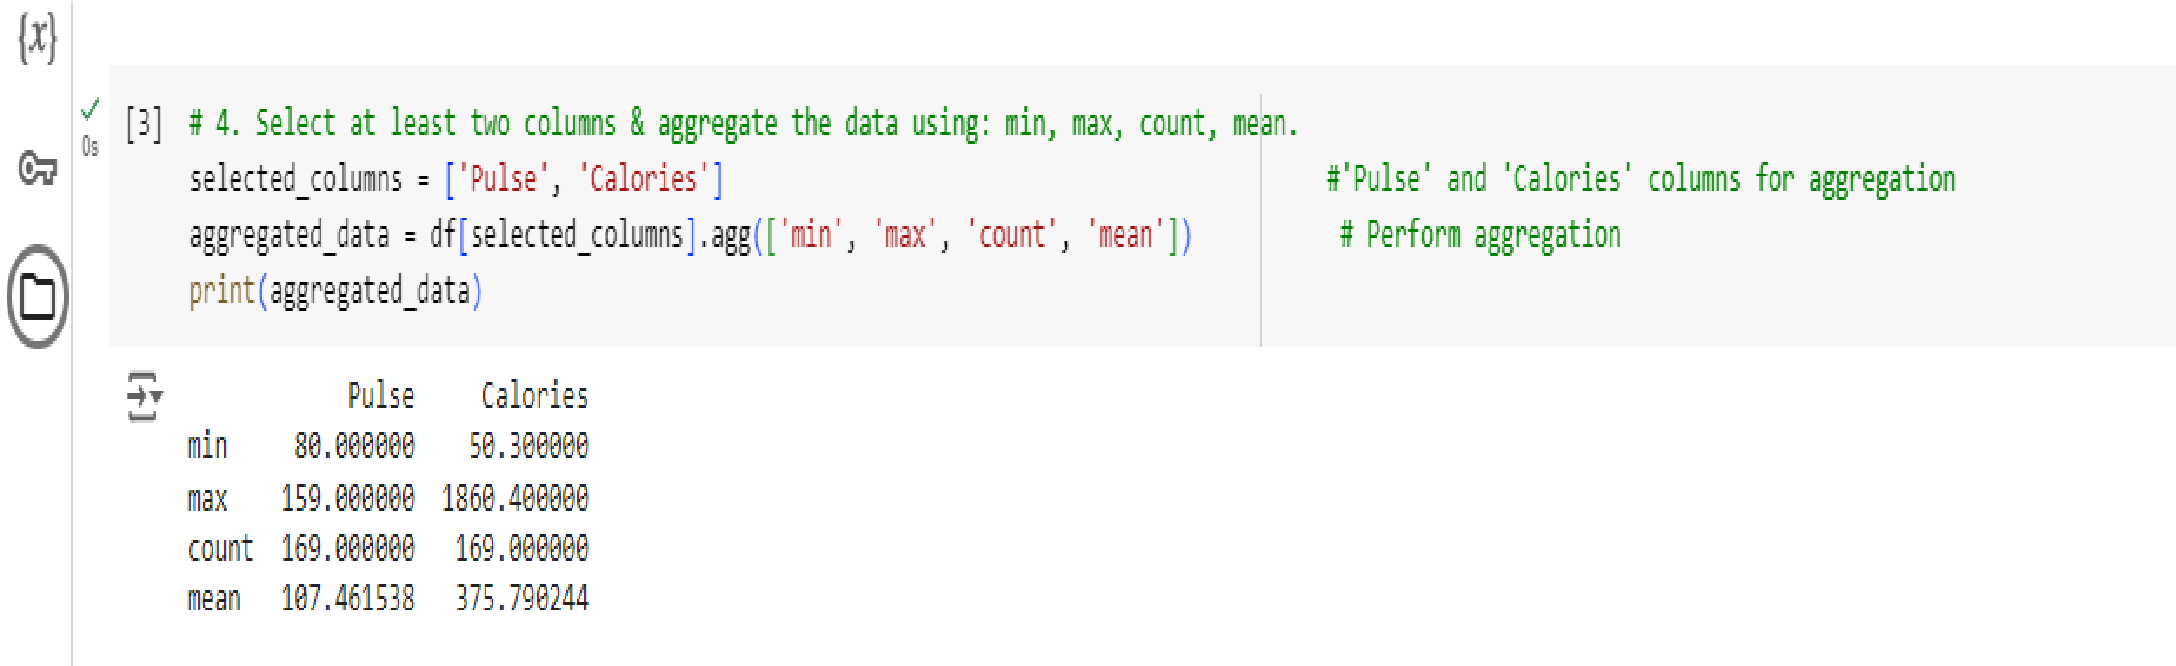 {x}
[3] # 4. Select at least two columns & aggregate the data using: min, max, count, mean.
0s
selected_columns = ['Pulse', 'Calories'] #'Pulse' and 'Calories' columns for aggregation
aggregated_data = df[selected_columns].agg(['min', 'max', 'count', 'mean']) # Perform aggregation
print(aggregated_data)
Pulse Calories
min 80.000000 50.300000
max 159.000000 1860.400000
count 169.000000 169.000000
mean 107.461538 375.790244